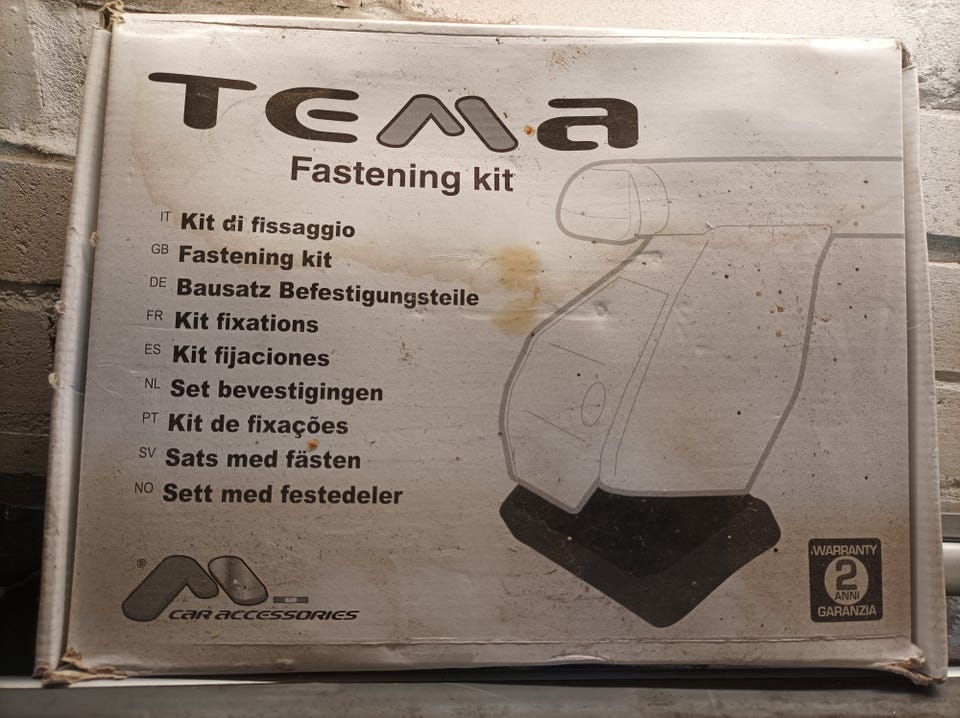 TEMA
Fastening kit
IT Kit di fissaggio
GB Fastening kit
DE Bausatz Befestigungsteile
FR Kit fixations
ES Kit fijaciones
NL Set bevestigingen
PT Kit de fixações
SV Sats med fästen
NO Sett med festedeler
® M
CAR ACCESSORIES
WARRANTY
2
ANNI
GARANZIA